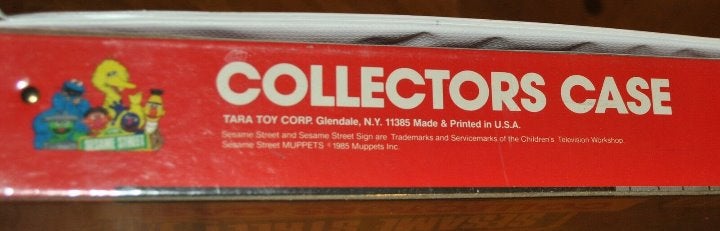 COLLECTORS CASE
TARA TOY CORP. Glendale, N.Y. 11385 Made & Printed in U.S.A.
Sesame Street and Sesame Street Sign are Trademarks and Servicemarks of the Children's Television Workshop.
Sesame Street MUPPETS © 1985 Muppets Inc.
SESAME STREET